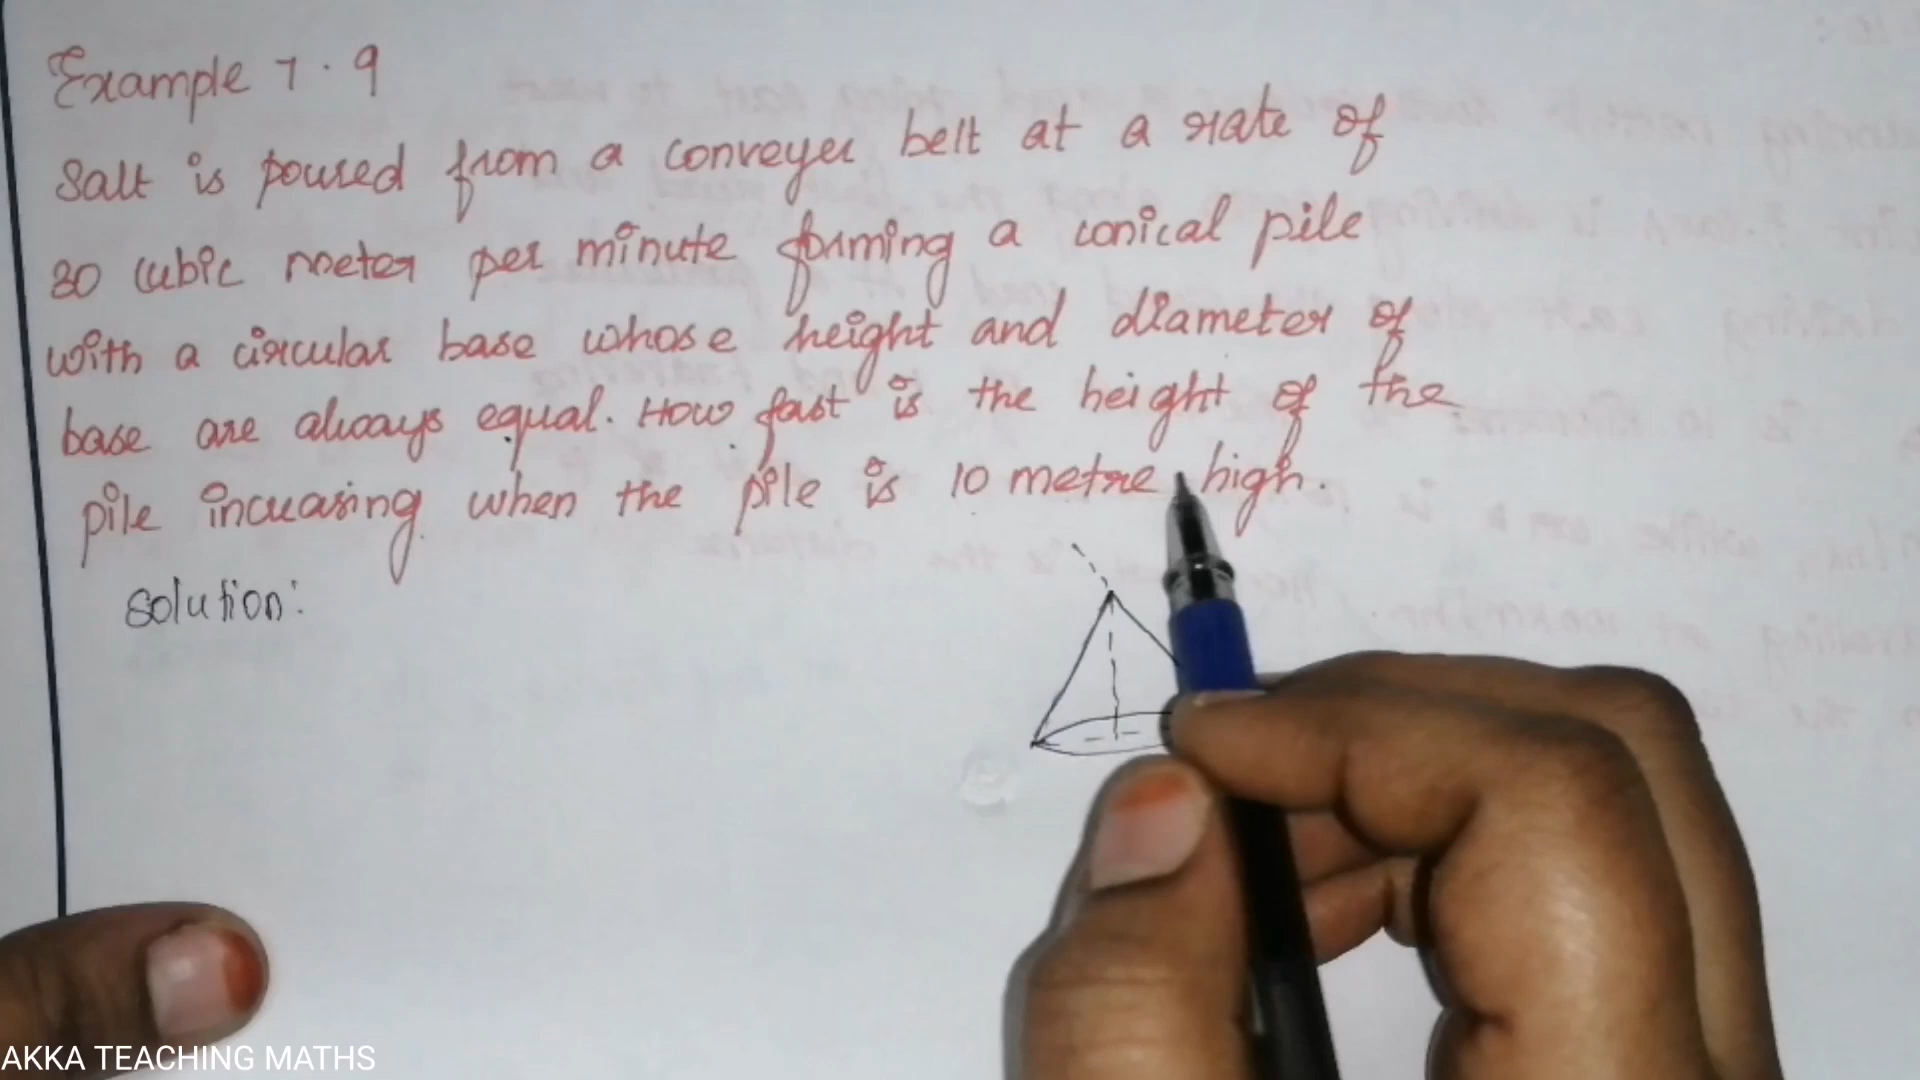 Example 7.9
Salt is poured from a conveyer belt at a rate of
30 cubic meter per minute forming a conical pile
with a circular base whose height and diameter of
base are always equal. How fast is the height of the
pile increasing when the pile is 10 metre high.
solution:
AKKA TEACHING MATHS